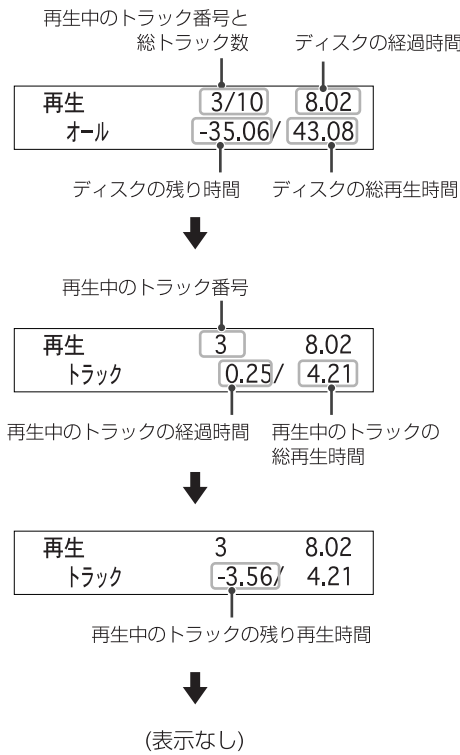 再生中のトラック番号と
総トラック数
ディスクの経過時間
再生 3/10 8.02
オール -35.06/ 43.08
ディスクの残り時間 ディスクの総再生時間
再生中のトラック番号
再生 3 8.02
トラック 0.25/ 4.21
再生中のトラックの経過時間
再生中のトラックの
総再生時間
再生 3 8.02
トラック -3.56/ 4.21
再生中のトラックの残り再生時間
(表示なし)